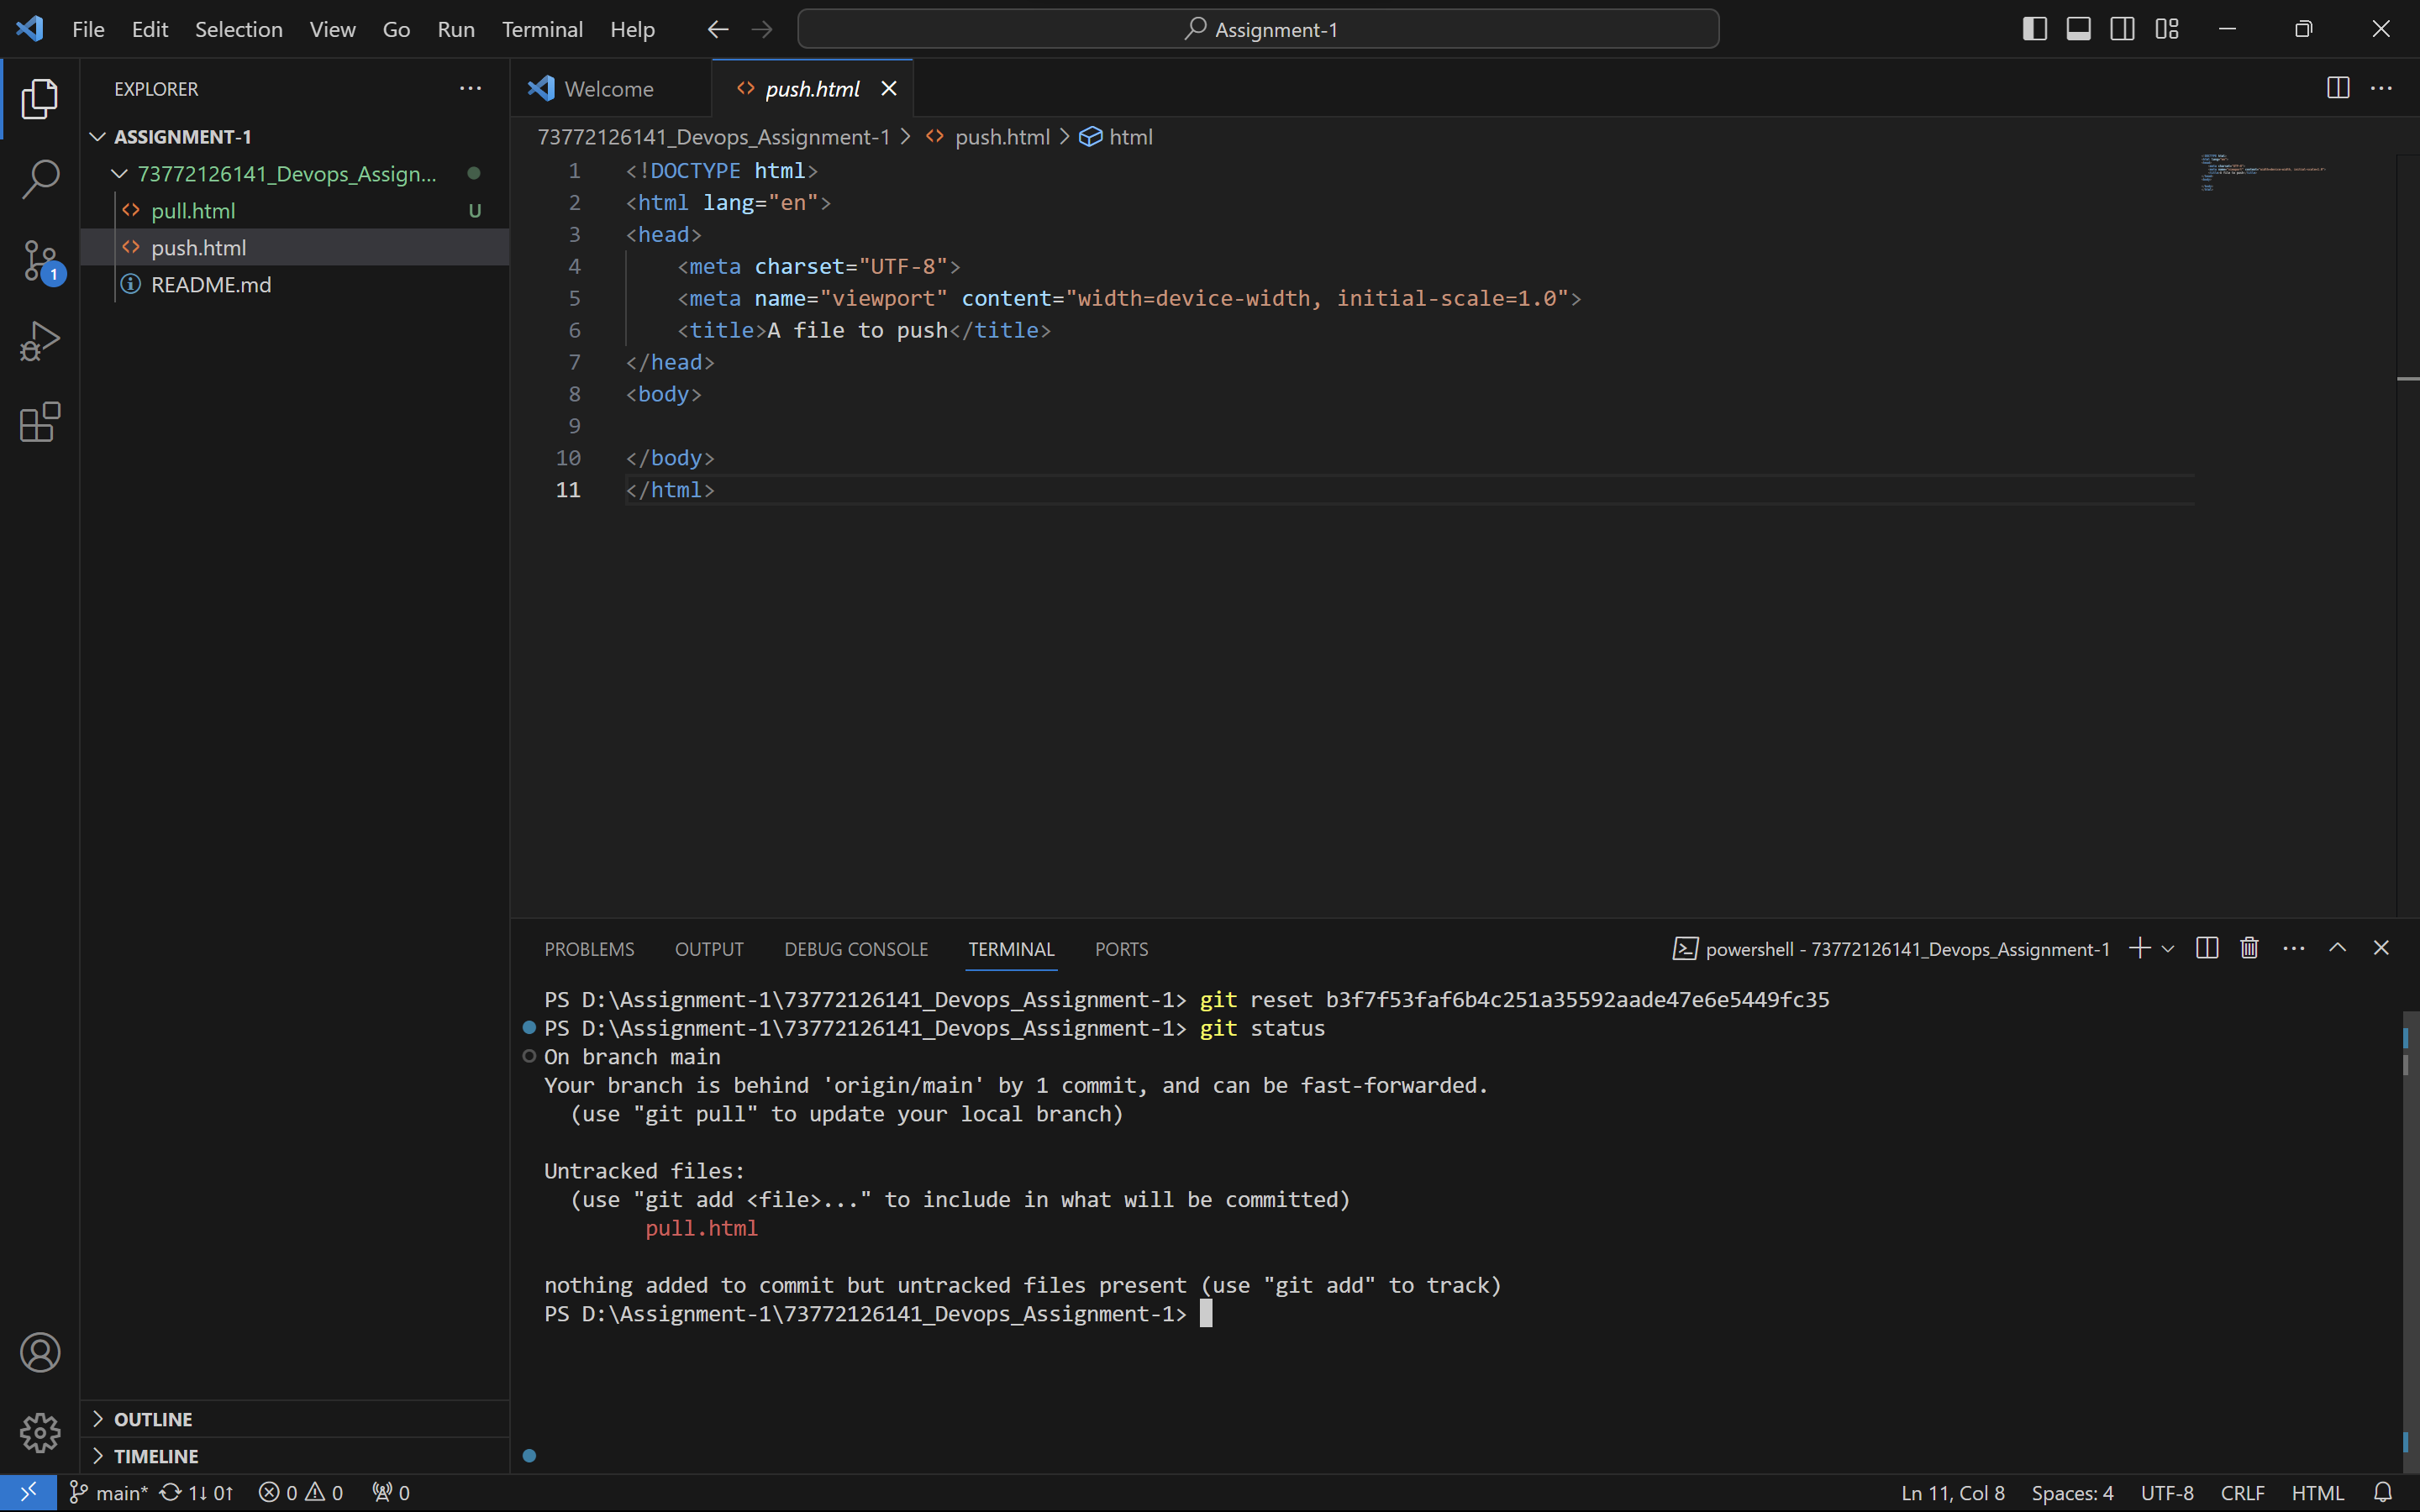 File Edit Selection View Go Run Terminal Help Assignment-1
EXPLORER
ASSIGNMENT-1
73772126141_Devops_Assign...
pull.html U
push.html
README.md
1
OUTLINE
TIMELINE
Welcome push.html
73772126141_Devops_Assignment-1 > push.html > html
1 <!DOCTYPE html>
2 <html lang="en">
3 <head>
4 <meta charset="UTF-8">
5 <meta name="viewport" content="width=device-width, initial-scale=1.0">
6 <title>A file to push</title>
7 </head>
8 <body>
9
10 </body>
11 </html>
PROBLEMS OUTPUT DEBUG CONSOLE TERMINAL PORTS powershell - 73772126141_Devops_Assignment-1
PS D:\Assignment-1\73772126141_Devops_Assignment-1> git reset b3f7f53faf6b4c251a35592aade47e6e5449fc35
PS D:\Assignment-1\73772126141_Devops_Assignment-1> git status
On branch main
Your branch is behind 'origin/main' by 1 commit, and can be fast-forwarded.
(use "git pull" to update your local branch)
Untracked files:
(use "git add <file>..." to include in what will be committed)
pull.html
nothing added to commit but untracked files present (use "git add" to track)
PS D:\Assignment-1\73772126141_Devops_Assignment-1>
main* 1↓ 0↑ 0 0 0 Ln 11, Col 8 Spaces: 4 UTF-8 CRLF HTML